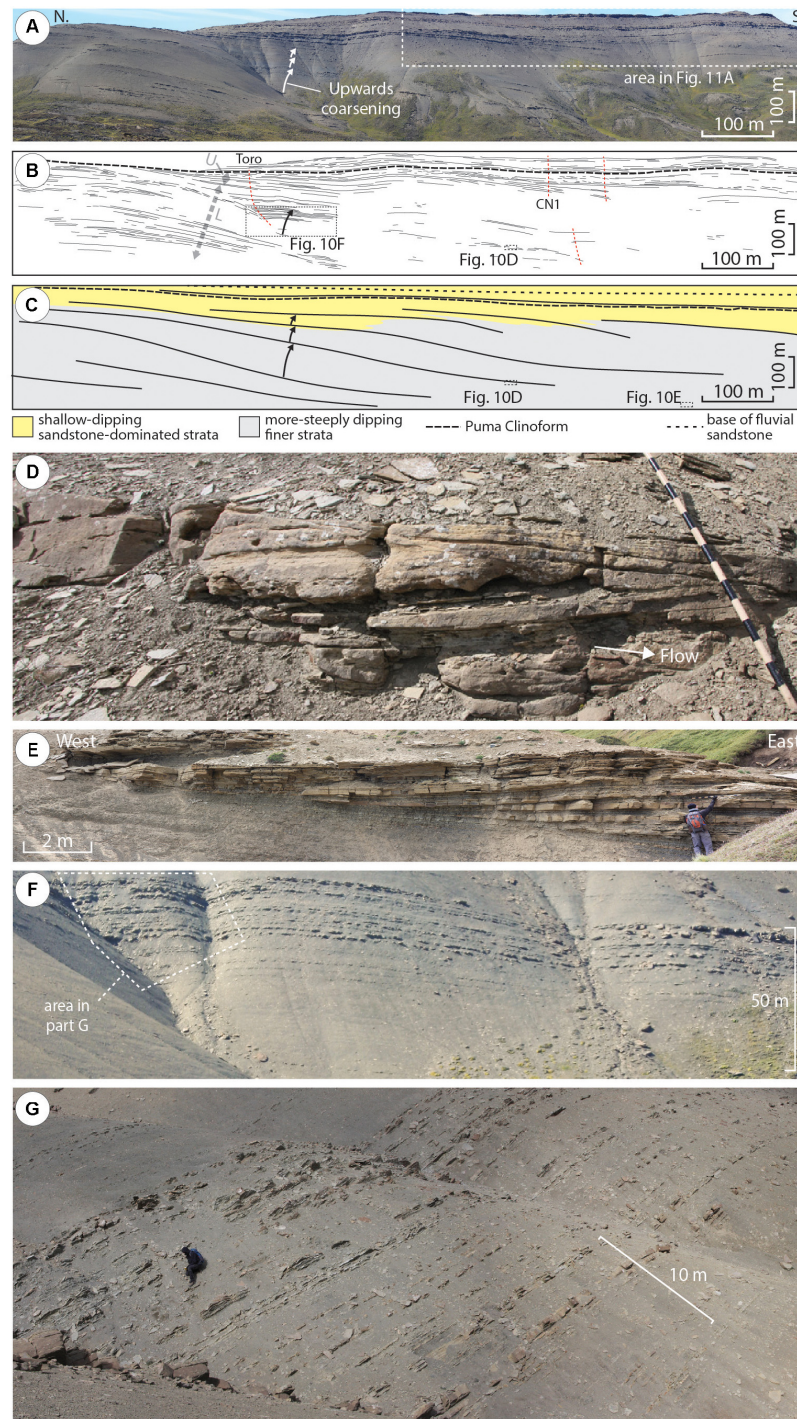 A
N.
S
Upwards
coarsening
area in Fig. 11A
100 m
100 m
B
U
Toro
L
CN1
Fig. 10F
Fig. 10D
100 m
100 m
C
Fig. 10D
Fig. 10E
100 m
100 m
shallow-dipping
sandstone-dominated strata
more-steeply dipping
finer strata
Puma Clinoform
base of fluvial
sandstone
D
Flow
E
West
East
2 m
F
area in
part G
50 m
G
10 m